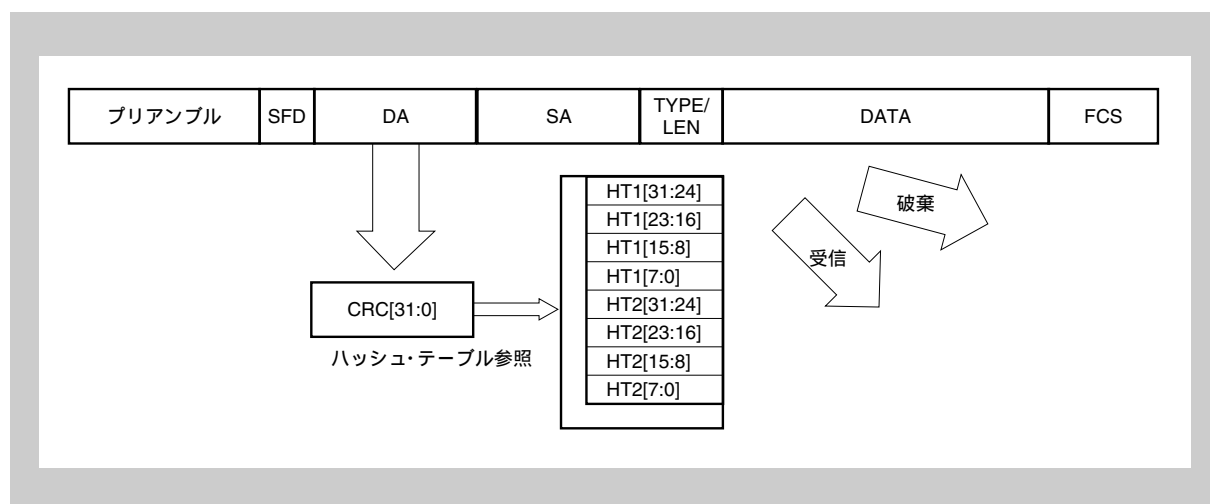 プリアンブル
SFD
DA
SA
TYPE/
LEN
DATA
FCS
HT1[31:24]
HT1[23:16]
HT1[15:8]
HT1[7:0]
HT2[31:24]
HT2[23:16]
HT2[15:8]
HT2[7:0]
CRC[31:0]
ハッシュ・テーブル参照
受信
破棄